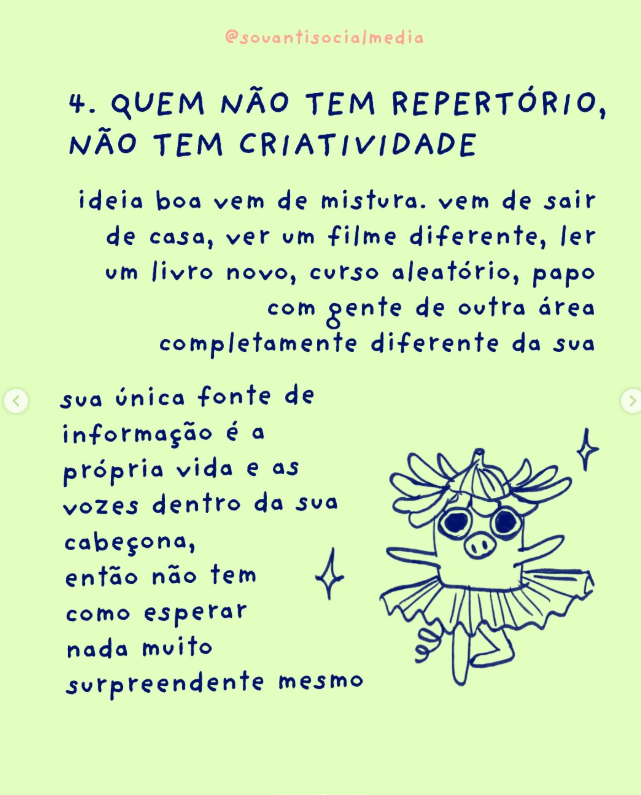 @souantisocialmedia
4. QUEM NÃO TEM REPERTÓRIO,
NÃO TEM CRIATIVIDADE
ideia boa vem de mistura. vem de sair
de casa, ver um filme diferente, ler
um livro novo, curso aleatório, papo
com gente de outra área
completamente diferente da sua
sua única fonte de
informação é a
própria vida e as
vozes dentro da sua
cabeçona,
então não tem
como esperar
nada muito
surpreendente mesmo